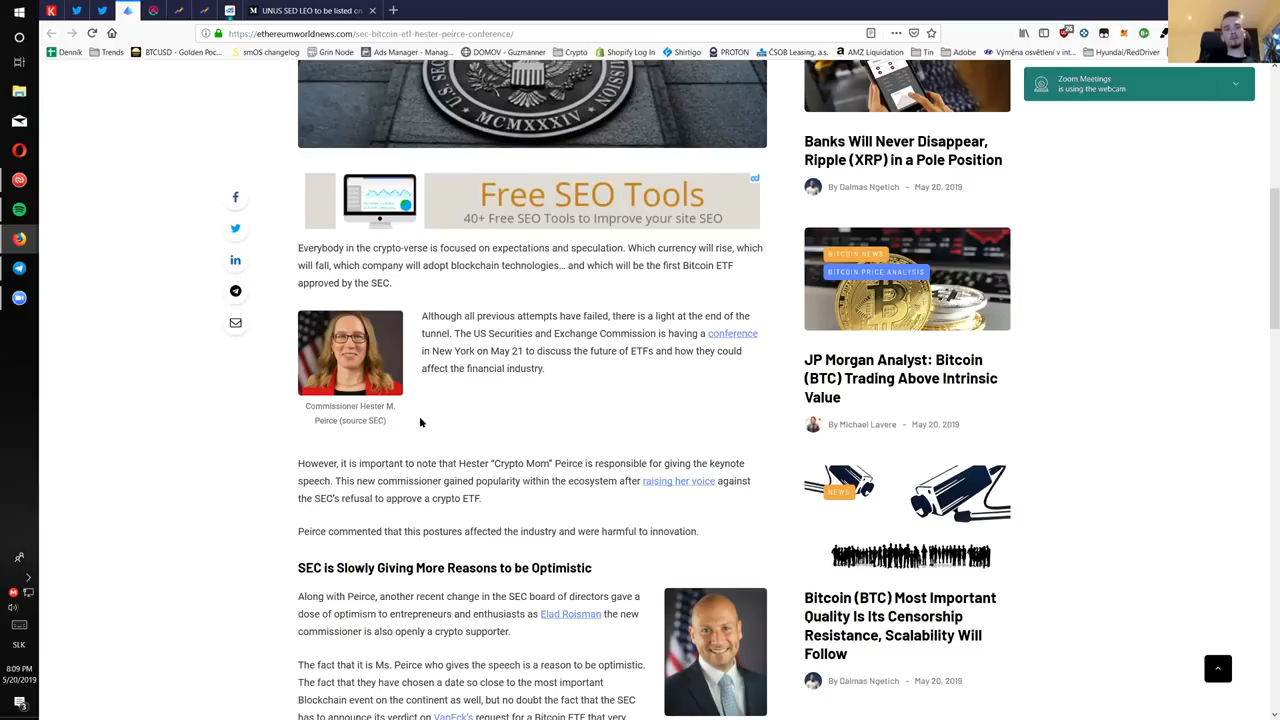 UNUS SED LEO to be listed on
https://ethereumworldnews.com/sec-bitcoin-etf-hester-peirce-conference/
Denník
Trends
BTCUSD - Golden Poc...
smOS changelog
Grin Node
Ads Manager - Manag...
DOMOV - Guzmanner
Crypto
Shopify Log In
Shirtigo
PROTON
ČSOB Leasing, a.s.
AMZ Liquidation
Tin
Adobe
Výměna osvětlení v int...
Hyundai/RedDriver
Zoom Meetings
is using the webcam
MCMXXXIV
Free SEO Tools
40+ Free SEO Tools to Improve your site SEO
Everybody in the crypto-verse is focused on expectations and speculation. Which currency will rise, which
will fall, which company will adopt blockchain technologies… and which will be the first Bitcoin ETF
approved by the SEC.
Although all previous attempts have failed, there is a light at the end of the
tunnel. The US Securities and Exchange Commission is having a conference
in New York on May 21 to discuss the future of ETFs and how they could
affect the financial industry.
Commissioner Hester M.
Peirce (source SEC)
However, it is important to note that Hester “Crypto Mom” Peirce is responsible for giving the keynote
speech. This new commissioner gained popularity within the ecosystem after raising her voice against
the SEC's refusal to approve a crypto ETF.
Peirce commented that this postures affected the industry and were harmful to innovation.
SEC is Slowly Giving More Reasons to be Optimistic
Along with Peirce, another recent change in the SEC board of directors gave a
dose of optimism to entrepreneurs and enthusiasts as Elad Roisman the new
commissioner is also openly a crypto supporter.
The fact that it is Ms. Peirce who gives the speech is a reason to be optimistic.
The fact that they have chosen a date so close to the most important
Blockchain event on the continent as well, but no doubt the fact that the SEC
has to announce its verdict on VanEck's request for a Bitcoin ETF that very
Banks Will Never Disappear,
Ripple (XRP) in a Pole Position
By Dalmas Ngetich - May 20, 2019
BITCOIN NEWS
BITCOIN PRICE ANALYSIS
JP Morgan Analyst: Bitcoin
(BTC) Trading Above Intrinsic
Value
By Michael Lavere - May 20, 2019
NEWS
Bitcoin (BTC) Most Important
Quality Is Its Censorship
Resistance, Scalability Will
Follow
By Dalmas Ngetich - May 20, 2019
SLK
8:09 PM
5/20/2019